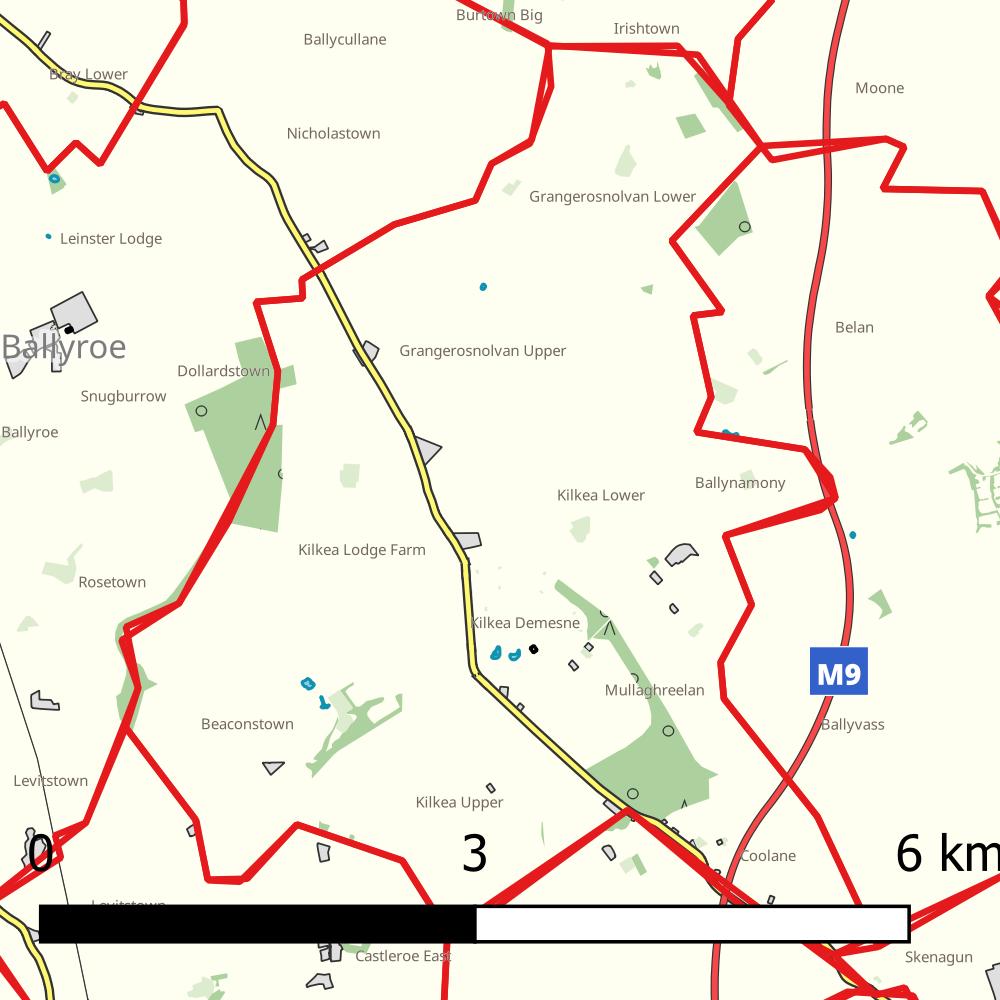 Burtown Big
Irishtown
Ballycullane
Bray Lower
Moone
Nicholastown
Grangerosnolvan Lower
Leinster Lodge
Belan
Ballyroe
Grangerosnolvan Upper
Dollardstown
Snugburrow
Ballyroe
Ballynamony
Kilkea Lower
Kilkea Lodge Farm
Rosetown
Kilkea Demesne
M9
Mullaghreelan
Beaconstown
Ballyvass
Levitstown
Kilkea Upper
0
3
6 km
Coolane
Levitstown
Castleroe East
Skenagun